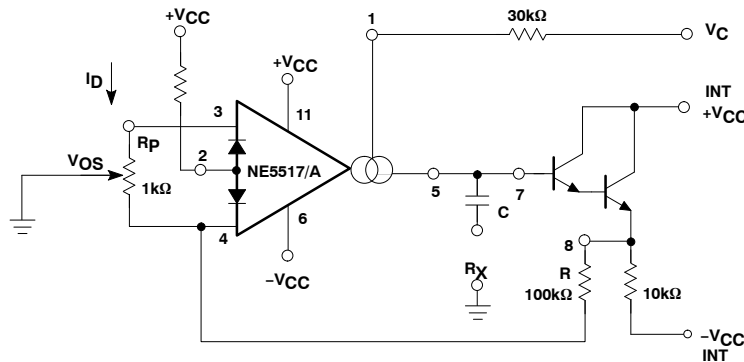 +VCC
1
30kΩ
VC
ID
+VCC
INT
+VCC
3
11
RP
VOS
2
NE5517/A
1kΩ
5
7
C
4
6
−VCC
8
RX
R
100kΩ
10kΩ
−VCC
INT